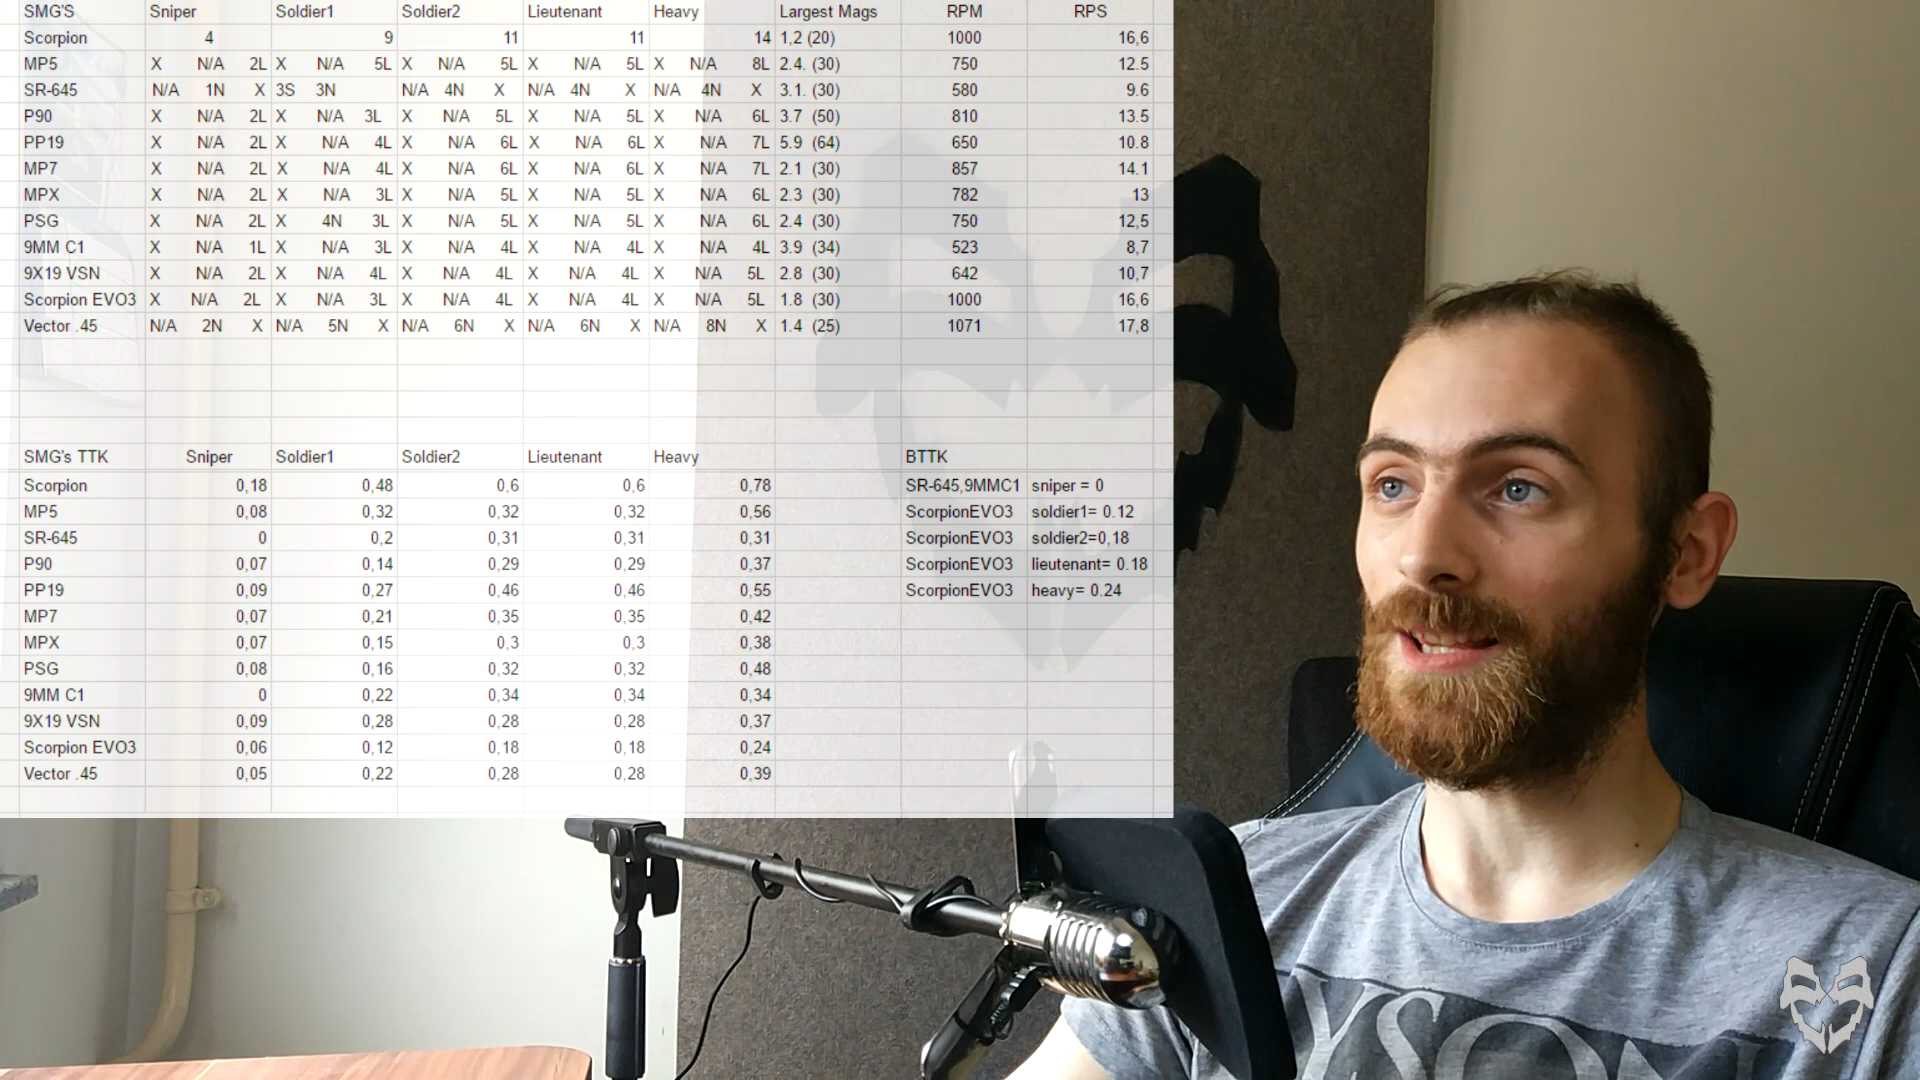 SMG'S Sniper Soldier1 Soldier2 Lieutenant Heavy Largest Mags RPM RPS
Scorpion 4 9 11 11 14 1,2 (20) 1000 16,6
MP5 X N/A 2L X N/A 5L X N/A 5L X N/A 5L X N/A 8L 2.4. (30) 750 12.5
SR-645 N/A 1N X 3S 3N N/A 4N X N/A 4N X N/A 4N X 3.1. (30) 580 9.6
P90 X N/A 2L X N/A 3L X N/A 5L X N/A 5L X N/A 6L 3.7 (50) 810 13.5
PP19 X N/A 2L X N/A 4L X N/A 6L X N/A 6L X N/A 7L 5.9 (64) 650 10.8
MP7 X N/A 2L X N/A 4L X N/A 6L X N/A 6L X N/A 7L 2.1 (30) 857 14.1
MPX X N/A 2L X N/A 3L X N/A 5L X N/A 5L X N/A 6L 2.3 (30) 782 13
PSG X N/A 2L X 4N 3L X N/A 5L X N/A 5L X N/A 6L 2.4 (30) 750 12,5
9MM C1 X N/A 1L X N/A 3L X N/A 4L X N/A 4L X N/A 4L 3.9 (34) 523 8,7
9X19 VSN X N/A 2L X N/A 4L X N/A 4L X N/A 4L X N/A 5L 2.8 (30) 642 10,7
Scorpion EVO3 X N/A 2L X N/A 3L X N/A 4L X N/A 4L X N/A 5L 1.8 (30) 1000 16,6
Vector .45 N/A 2N X N/A 5N X N/A 6N X N/A 6N X N/A 8N X 1.4 (25) 1071 17,8
SMG's TTK Sniper Soldier1 Soldier2 Lieutenant Heavy BTTK
Scorpion 0,18 0,48 0,6 0,6 0,78 SR-645,9MMC1 sniper = 0
MP5 0,08 0,32 0,32 0,32 0,56 ScorpionEVO3 soldier1= 0.12
SR-645 0 0,2 0,31 0,31 0,31 ScorpionEVO3 soldier2=0,18
P90 0,07 0,14 0,29 0,29 0,37 ScorpionEVO3 lieutenant= 0.18
PP19 0,09 0,27 0,46 0,46 0,55 ScorpionEVO3 heavy= 0.24
MP7 0,07 0,21 0,35 0,35 0,42
MPX 0,07 0,15 0,3 0,3 0,38
PSG 0,08 0,16 0,32 0,32 0,48
9MM C1 0 0,22 0,34 0,34 0,34
9X19 VSN 0,09 0,28 0,28 0,28 0,37
Scorpion EVO3 0,06 0,12 0,18 0,18 0,24
Vector .45 0,05 0,22 0,28 0,28 0,39